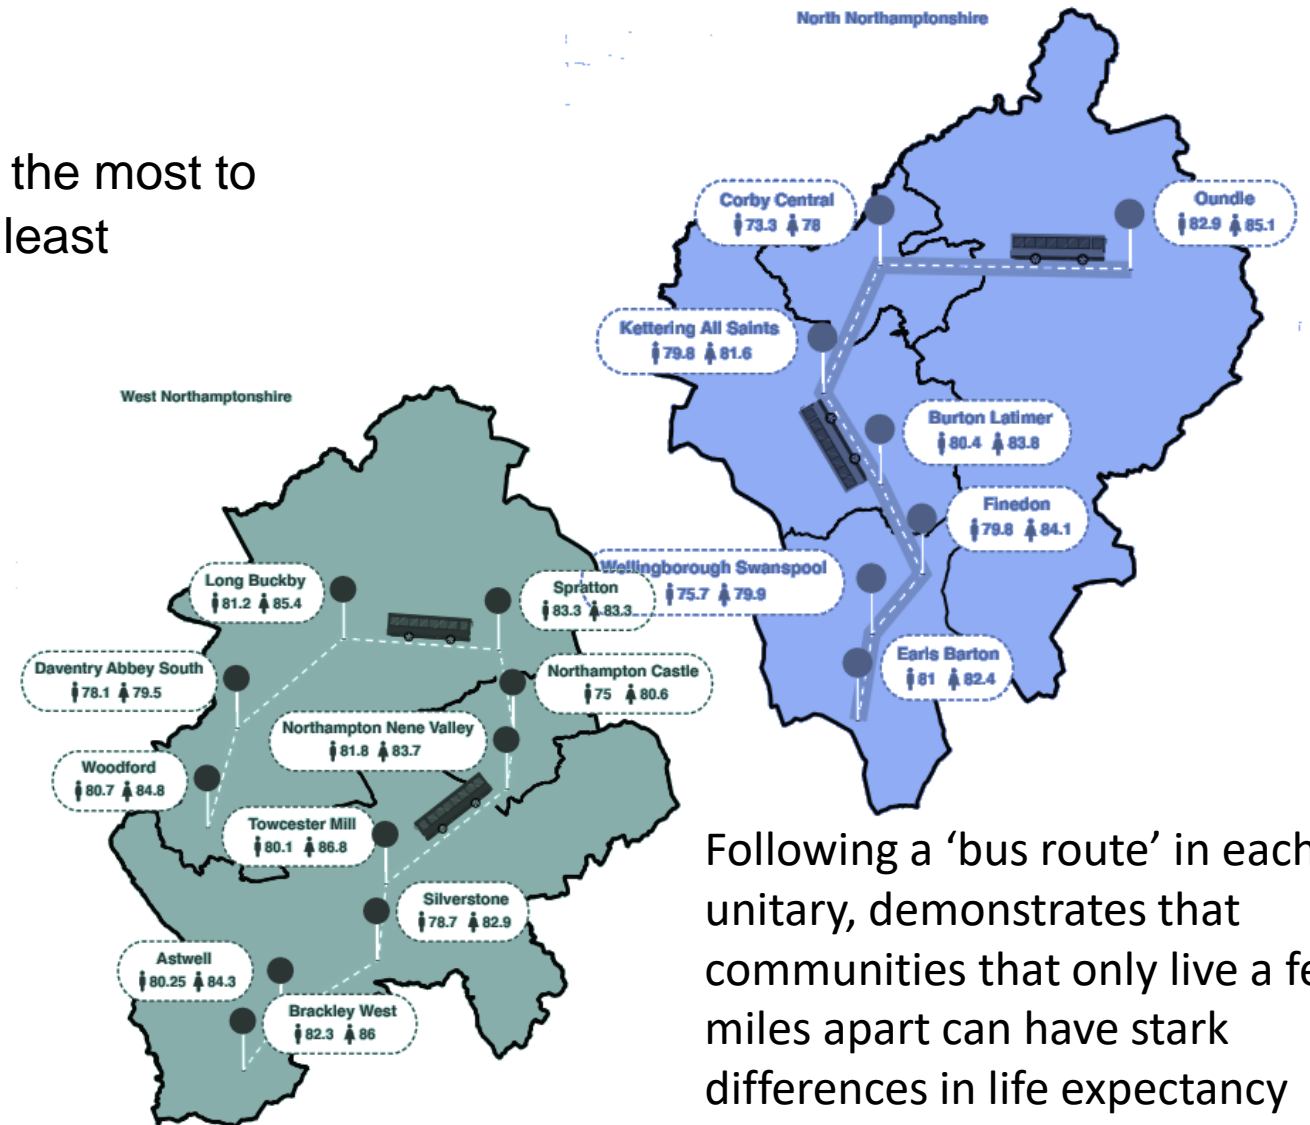 North Northamptonshire
the most to
least
Corby Central
73.3 78
Oundle
82.9 85.1
Kettering All Saints
79.8 81.6
Burton Latimer
80.4 83.8
Finedon
79.8 84.1
Wellingborough Swanspool
75.7 79.9
Earls Barton
81 82.4
West Northamptonshire
Long Buckby
81.2 85.4
Spratton
83.3 83.3
Daventry Abbey South
78.1 79.5
Northampton Castle
75 80.6
Northampton Nene Valley
81.8 83.7
Woodford
80.7 84.8
Towcester Mill
80.1 86.8
Silverstone
78.7 82.9
Astwell
80.25 84.3
Brackley West
82.3 86
Following a ‘bus route’ in each
unitary, demonstrates that
communities that only live a fe
miles apart can have stark
differences in life expectancy